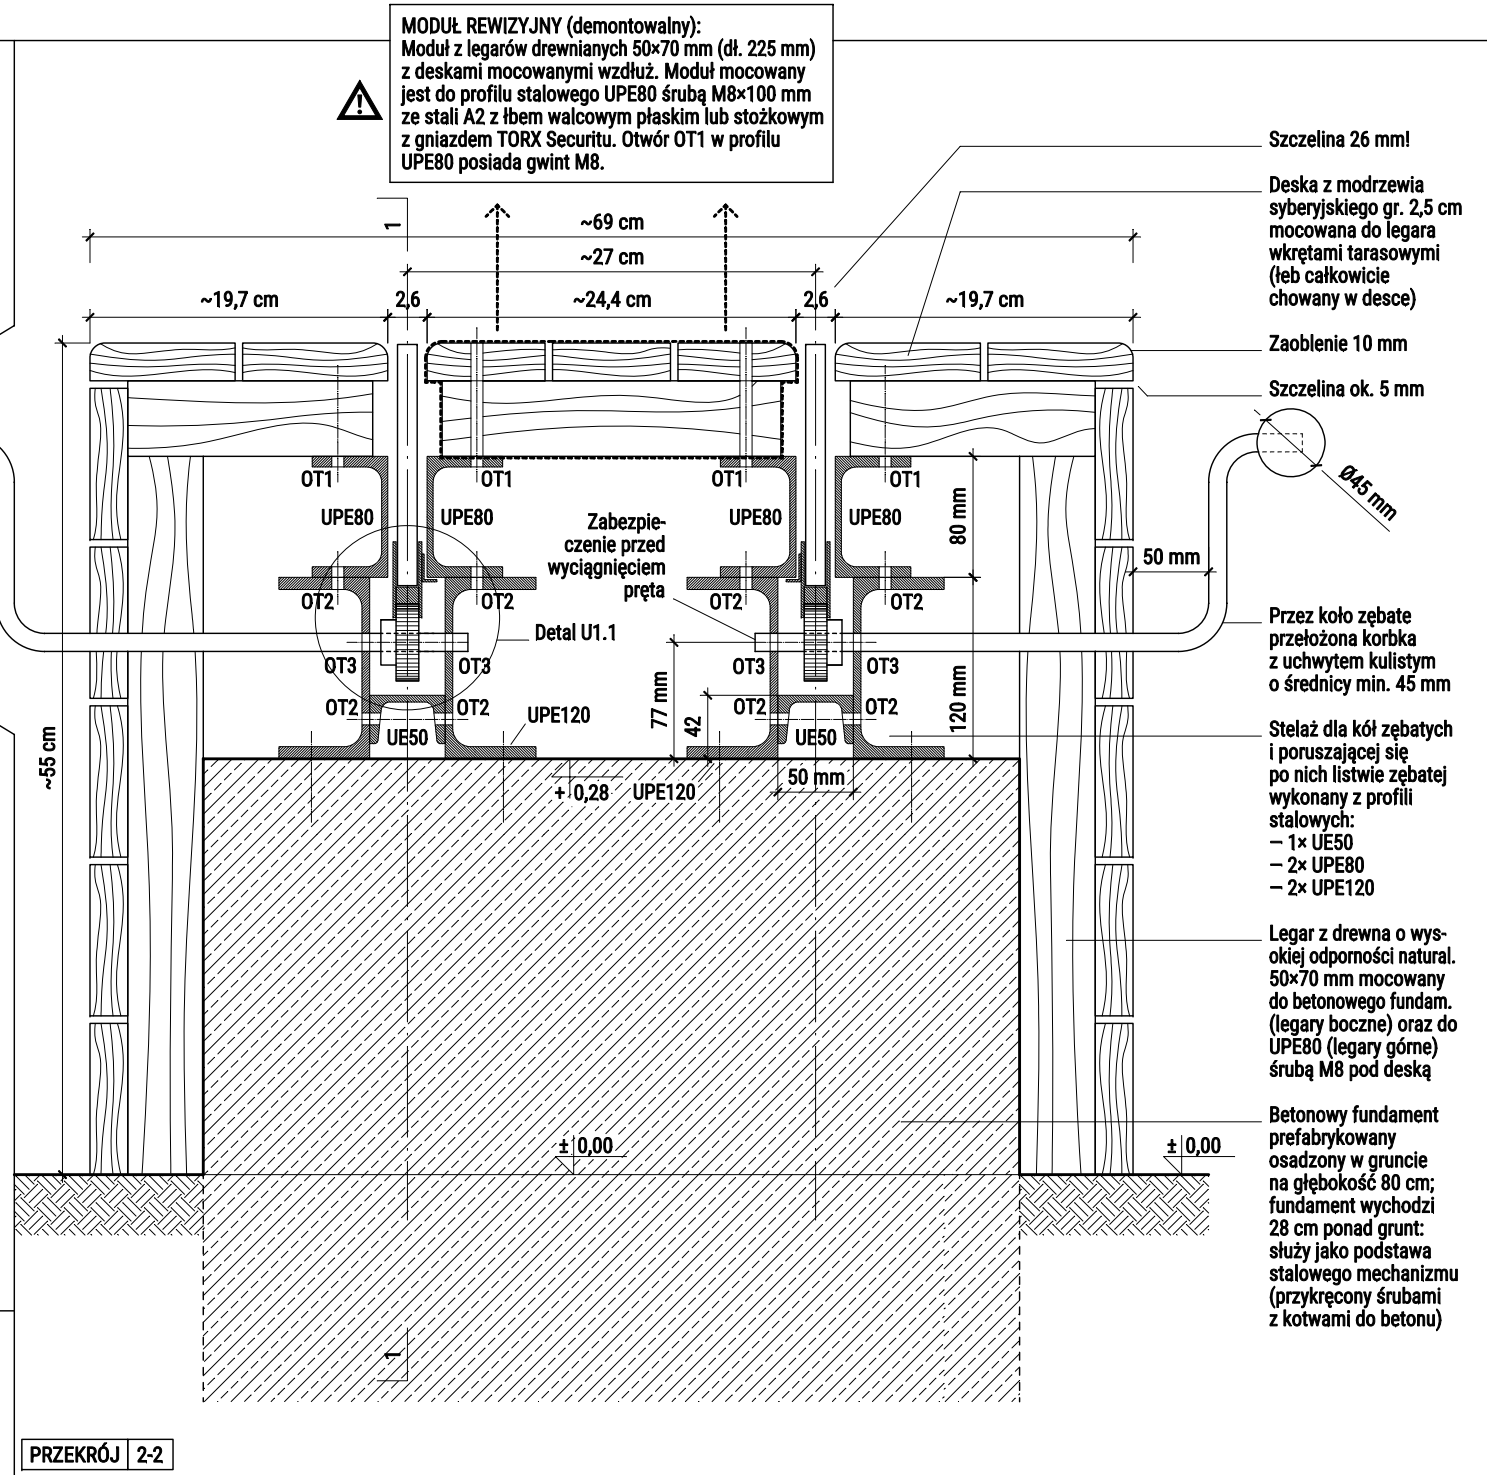 MODUŁ REWIZYJNY (demontowalny):
Moduł z legarów drewnianych 50×70 mm (dł. 225 mm)
z deskami mocowanymi wzdłuż. Moduł mocowany
jest do profilu stalowego UPE80 śrubą M8×100 mm
ze stali A2 z łbem walcowym płaskim lub stożkowym
z gniazdem TORX Securitu. Otwór OT1 w profilu
UPE80 posiada gwint M8.
1
~69 cm
~27 cm
~19,7 cm
2,6
~24,4 cm
2,6
~19,7 cm
Szczelina 26 mm!
Deska z modrzewia
syberyjskiego gr. 2,5 cm
mocowana do legara
wkrętami tarasowymi
(łeb całkowicie
chowany w desce)
Zaoblenie 10 mm
Szczelina ok. 5 mm
Ø45 mm
OT1
OT1
OT1
OT1
UPE80
UPE80
UPE80
UPE80
80 mm
50 mm
Zabezpie-
czenie przed
wyciągnięciem
pręta
OT2
OT2
OT2
OT2
Detal U1.1
OT3
OT3
OT3
OT3
Przez koło zębate
przełożona korbka
z uchwytem kulistym
o średnicy min. 45 mm
77 mm
42
120 mm
OT2
OT2
OT2
OT2
UPE120
UE50
UE50
~55 cm
50 mm
+ 0,28
UPE120
Stelaż dla kół zębatych
i poruszającej się
po nich listwie zębatej
wykonany z profili
stalowych:
– 1× UE50
– 2× UPE80
– 2× UPE120
Legar z drewna o wys-
okiej odporności natural.
50×70 mm mocowany
do betonowego fundam.
(legary boczne) oraz do
UPE80 (legary górne)
śrubą M8 pod deską
Betonowy fundament
prefabrykowany
osadzony w gruncie
na głębokość 80 cm;
fundament wychodzi
28 cm ponad grunt:
służy jako podstawa
stalowego mechanizmu
(przykręcony śrubami
z kotwami do betonu)
± 0,00
± 0,00
1
PRZEKRÓJ 2-2